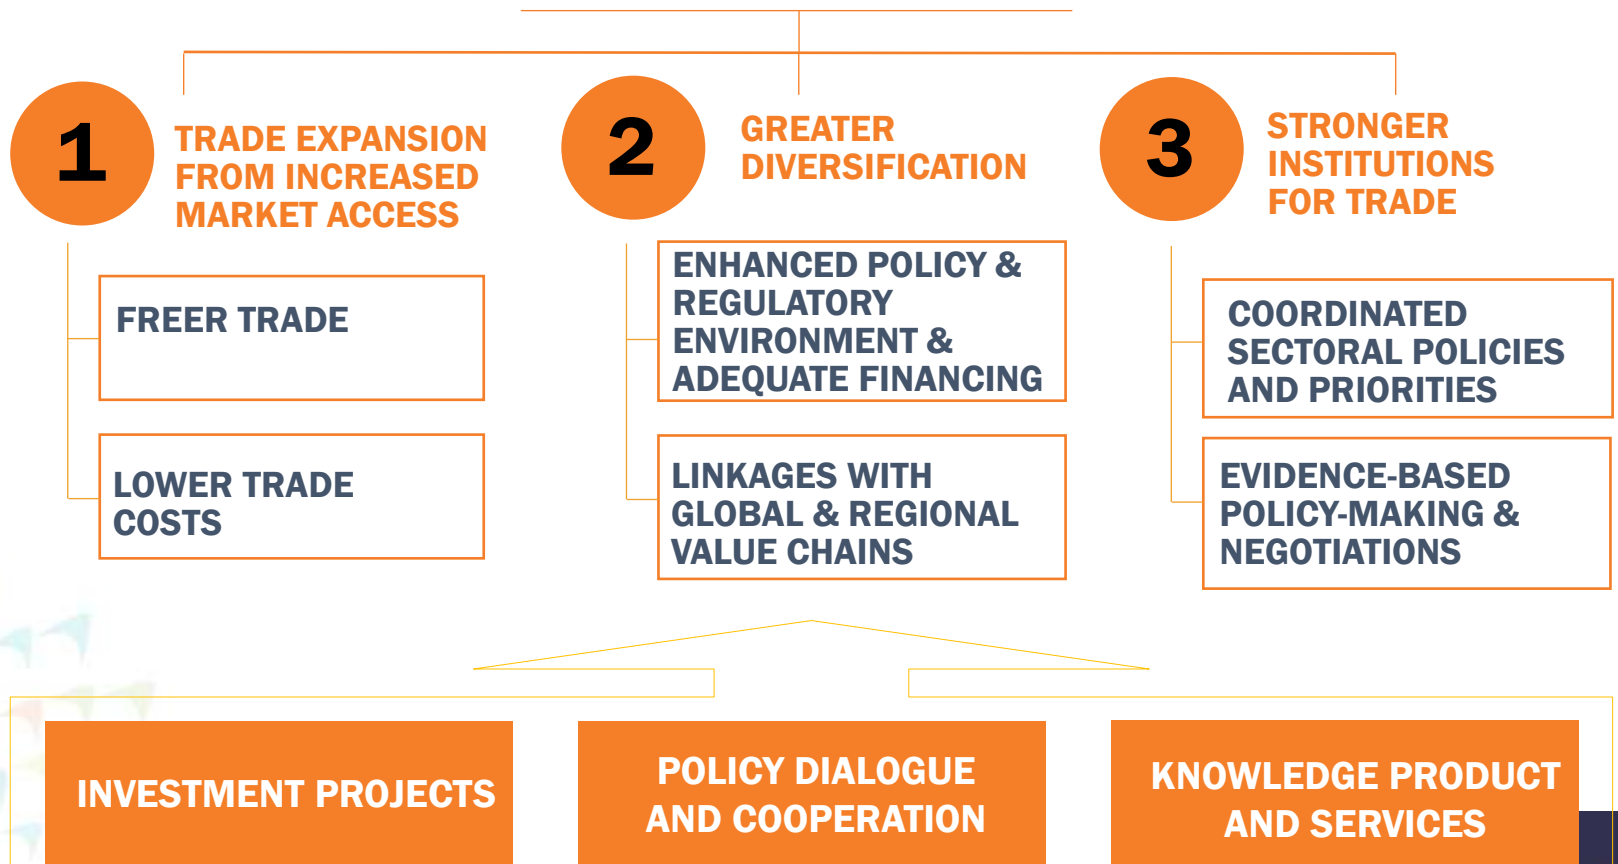 1
TRADE EXPANSION
FROM INCREASED
MARKET ACCESS
FREER TRADE
LOWER TRADE
COSTS
2
GREATER
DIVERSIFICATION
ENHANCED POLICY &
REGULATORY
ENVIRONMENT &
ADEQUATE FINANCING
LINKAGES WITH
GLOBAL & REGIONAL
VALUE CHAINS
3
STRONGER
INSTITUTIONS
FOR TRADE
COORDINATED
SECTORAL POLICIES
AND PRIORITIES
EVIDENCE-BASED
POLICY-MAKING &
NEGOTIATIONS
INVESTMENT PROJECTS
POLICY DIALOGUE
AND COOPERATION
KNOWLEDGE PRODUCT
AND SERVICES